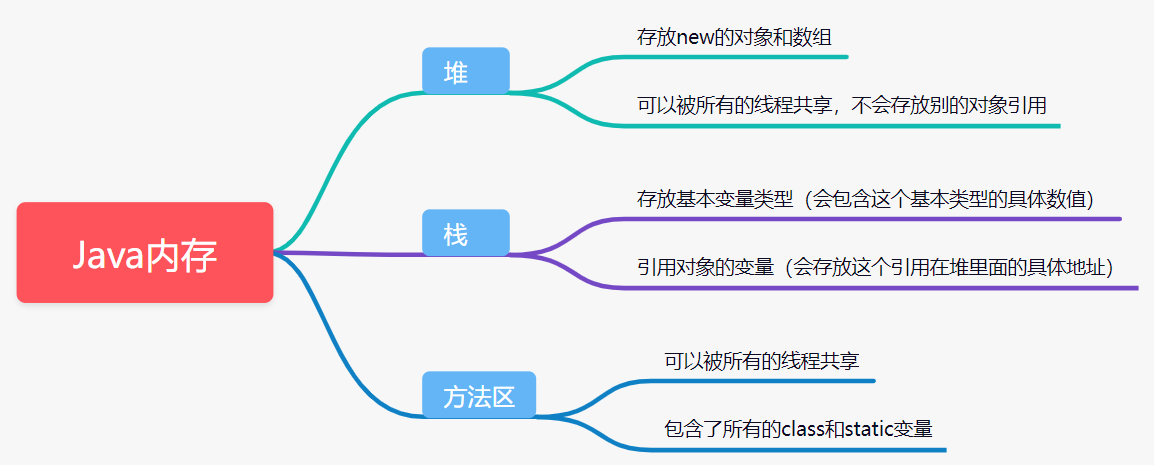 Java内存
堆
存放new的对象和数组
可以被所有的线程共享，不会存放别的对象引用
栈
存放基本变量类型（会包含这个基本类型的具体数值）
引用对象的变量（会存放这个引用在堆里面的具体地址）
方法区
可以被所有的线程共享
包含了所有的class和static变量